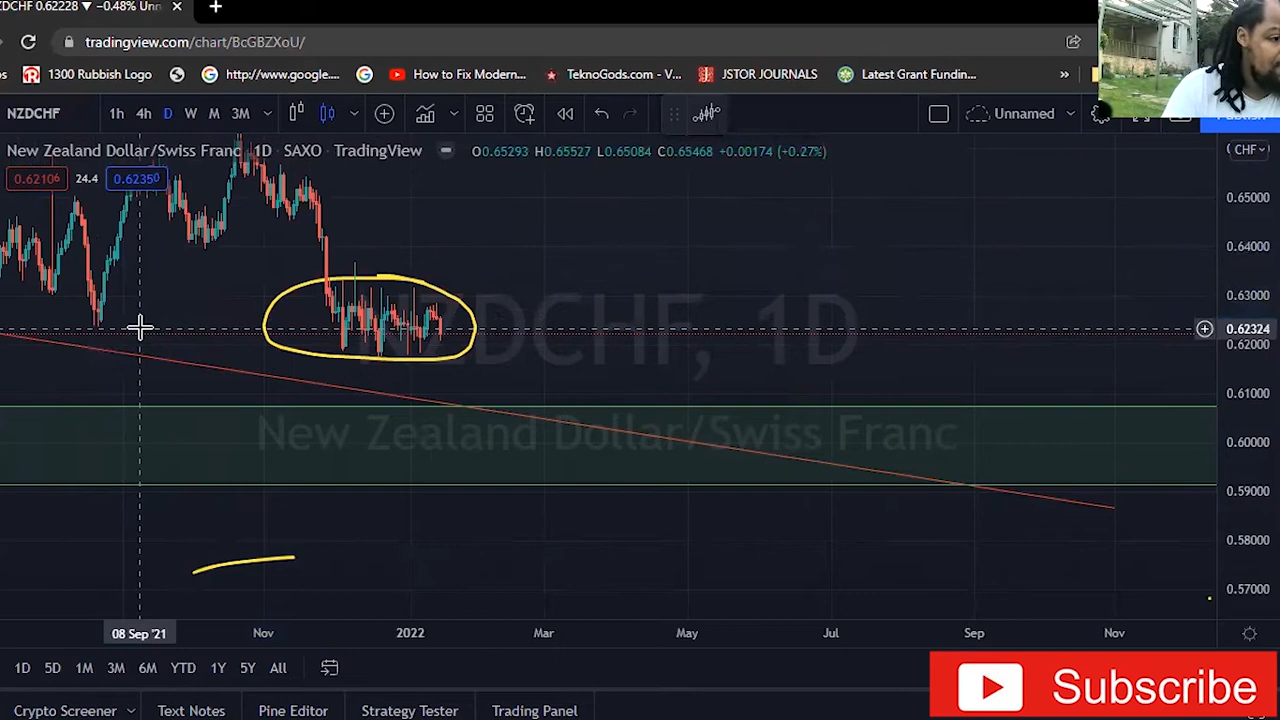 NZDCHF 0.62228 ▼ −0.48% Unn
tradingview.com/chart/BcGBZXoU/
1300 Rubbish Logo
http://www.google....
How to Fix Modern...
TeknoGods.com - V...
JSTOR JOURNALS
Latest Grant Fundin...
»
NZDCHF 1h 4h D W M 3M Unnamed
New Zealand Dollar/Swiss Franc · 1D · SAXO · TradingView O0.65293 H0.65527 L0.65084 C0.65468 +0.00174 (+0.27%) CHF
0.62106 24.4 0.62350
0.65000
0.64000
0.63000
NZDCHF, 1D
0.62324
0.62000
0.61000
New Zealand Dollar/Swiss Franc
0.60000
0.59000
0.58000
0.57000
08 Sep '21 Nov 2022 Mar May Jul Sep Nov
1D 5D 1M 3M 6M YTD 1Y 5Y All
Subscribe
Crypto Screener Text Notes Pine Editor Strategy Tester Trading Panel